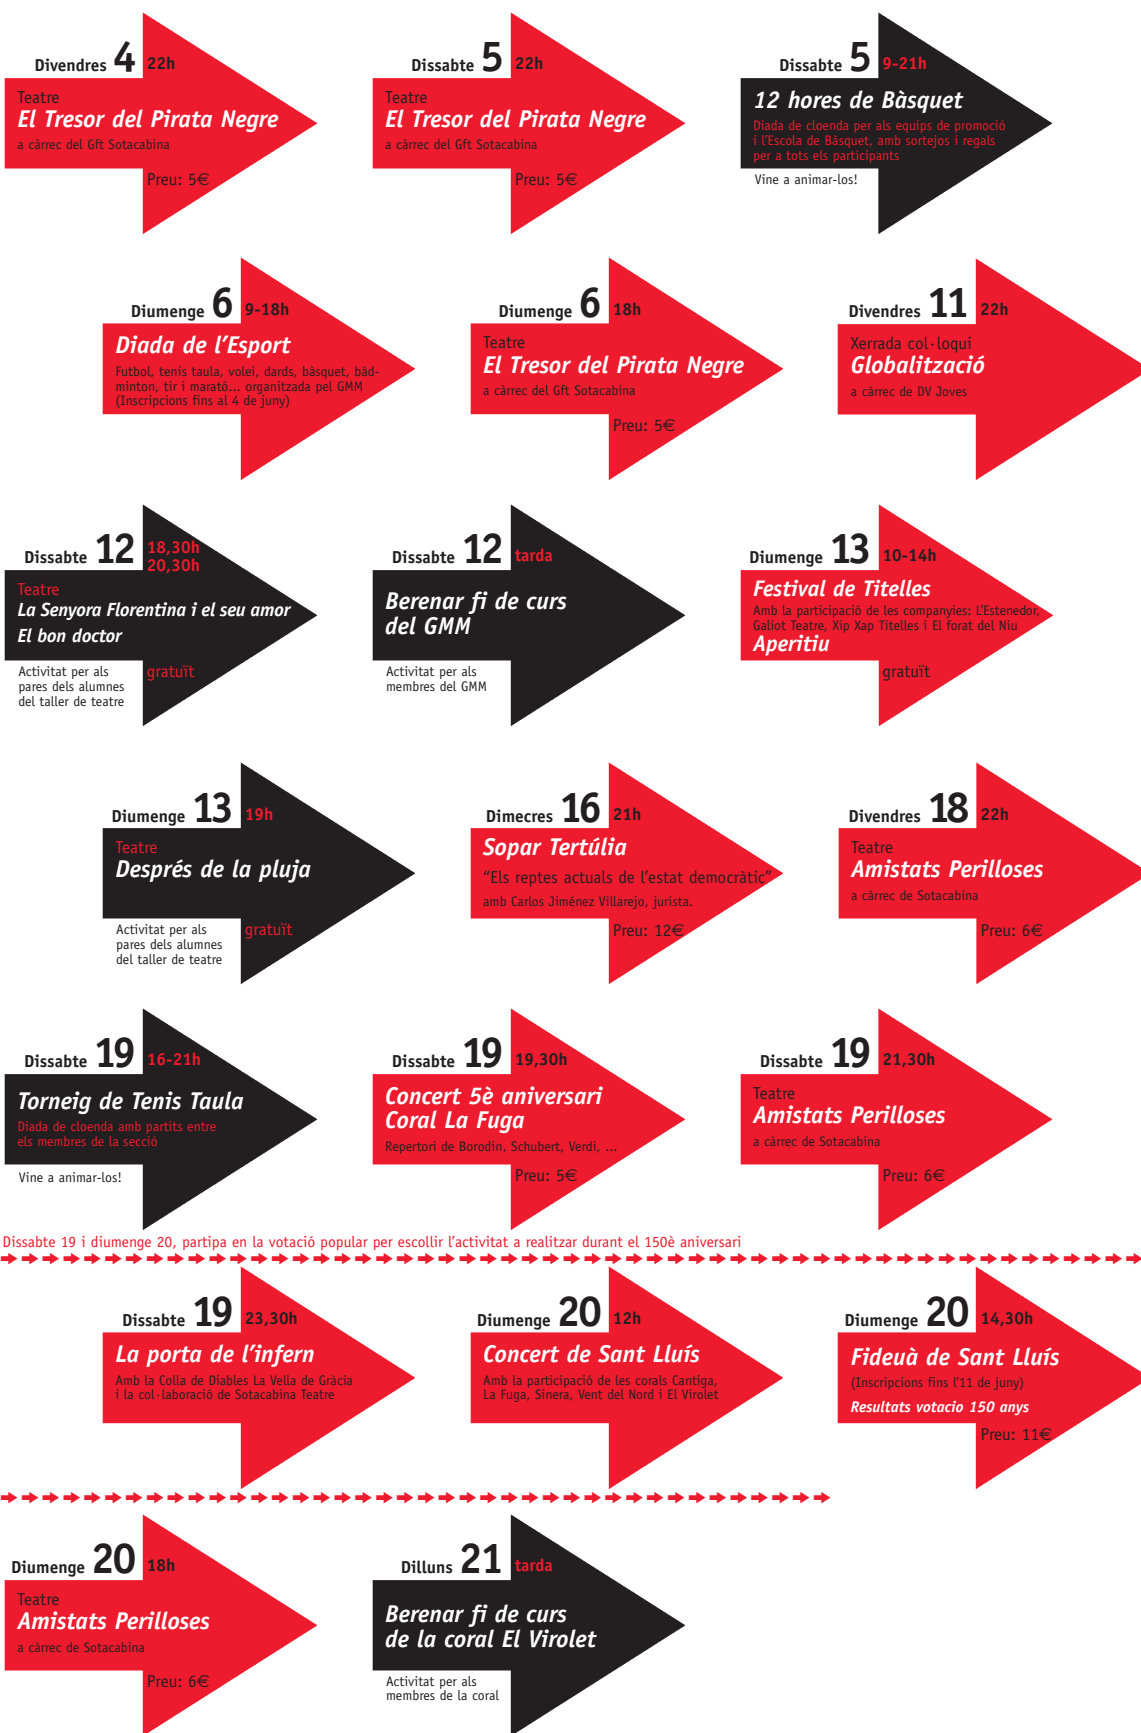 Divendres 4 22h
Teatre
El Tresor del Pirata Negre
a càrrec del Gft Sotacabina
Preu: 5€
Dissabte 5 22h
Teatre
El Tresor del Pirata Negre
a càrrec del Gft Sotacabina
Preu: 5€
Dissabte 5 9-21h
12 hores de Bàsquet
Diada de cloenda per als equips de promoció
i l'Escola de Bàsquet, amb sortejos i regals
per a tots els participants
Vine a animar-los!
Diumenge 6 9-18h
Diada de l'Esport
Futbol, tenis taula, volei, dards, bàsquet, bàd-
minton, tir i marató... organitzada pel GMM
(Inscripcions fins al 4 de juny)
Diumenge 6 18h
Teatre
El Tresor del Pirata Negre
a càrrec del Gft Sotacabina
Preu: 5€
Divendres 11 22h
Xerrada col·loqui
Globalització
a càrrec de DV Joves
Dissabte 12 18,30h
20,30h
Teatre
La Senyora Florentina i el seu amor
El bon doctor
Activitat per als
pares dels alumnes
del taller de teatre
gratuït
Dissabte 12 tarda
Berenar fi de curs
del GMM
Activitat per als
membres del GMM
Diumenge 13 10-14h
Festival de Titelles
Amb la participació de les companyies: L'Estenedor,
Galiot Teatre, Xip Xap Titelles i El forat del Niu
Aperitiu
gratuït
Diumenge 13 19h
Teatre
Després de la pluja
Activitat per als
pares dels alumnes
del taller de teatre
gratuït
Dimecres 16 21h
Sopar Tertúlia
“Els reptes actuals de l'estat democràtic”
amb Carlos Jiménez Villarejo, jurista.
Preu: 12€
Divendres 18 22h
Teatre
Amistats Perilloses
a càrrec de Sotacabina
Preu: 6€
Dissabte 19 16-21h
Torneig de Tenis Taula
Diada de cloenda amb partits entre
els membres de la secció
Vine a animar-los!
Dissabte 19 19,30h
Concert 5è aniversari
Coral La Fuga
Repertori de Borodin, Schubert, Verdi, ...
Preu: 5€
Dissabte 19 21,30h
Teatre
Amistats Perilloses
a càrrec de Sotacabina
Preu: 6€
Dissabte 19 i diumenge 20, partipa en la votació popular per escollir l'activitat a realitzar durant el 150è aniversari
Dissabte 19 23,30h
La porta de l'infern
Amb la Colla de Diables La Vella de Gràcia
i la col·laboració de Sotacabina Teatre
Diumenge 20 12h
Concert de Sant Lluís
Amb la participació de les corals Cantiga,
La Fuga, Sinera, Vent del Nord i El Virolet
Diumenge 20 14,30h
Fideuà de Sant Lluís
(Inscripcions fins l'11 de juny)
Resultats votacio 150 anys
Preu: 11€
Diumenge 20 18h
Teatre
Amistats Perilloses
a càrrec de Sotacabina
Preu: 6€
Dilluns 21 tarda
Berenar fi de curs
de la coral El Virolet
Activitat per als
membres de la coral